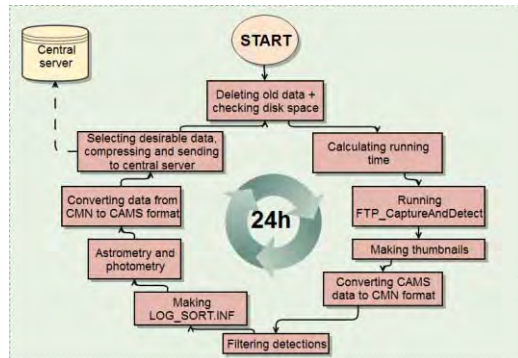 START
Central
server
Deleting old data +
checking disk space
Selecting desirable data,
compressing and sending
to central server
Calculating running
time
Converting data from
CMN to CAMS format
Running
FTP_CaptureAndDetect
24h
Astrometry and
photometry
Making thumbnails
Converting CAMS
data to CMN format
Making
LOG_SORT.INF
Filtering detections